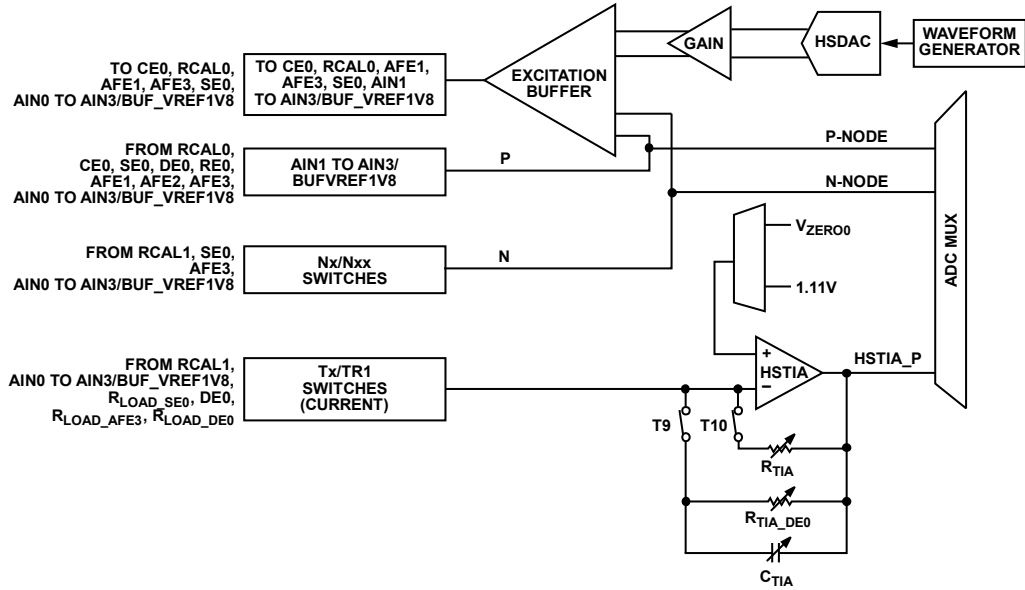 TO CE0, RCAL0,
AFE1, AFE3, SE0,
AIN0 TO AIN3/BUF_VREF1V8
TO CE0, RCAL0, AFE1,
AFE3, SE0, AIN1
TO AIN3/BUF_VREF1V8
EXCITATION
BUFFER
GAIN
HSDAC
WAVEFORM
GENERATOR
FROM RCAL0,
CE0, SE0, DE0, RE0,
AFE1, AFE2, AFE3,
AIN0 TO AIN3/BUF_VREF1V8
AIN1 TO AIN3/
BUFVREF1V8
P
P-NODE
N-NODE
ADC MUX
FROM RCAL1, SE0,
AFE3,
AIN0 TO AIN3/BUF_VREF1V8
Nx/Nxx
SWITCHES
N
VZERO0
1.11V
FROM RCAL1,
AIN0 TO AIN3/BUF_VREF1V8,
RLOAD_SE0, DE0,
RLOAD_AFE3, RLOAD_DE0
Tx/TR1
SWITCHES
(CURRENT)
+
HSTIA
–
HSTIA_P
T9
T10
RTIA
RTIA_DE0
CTIA